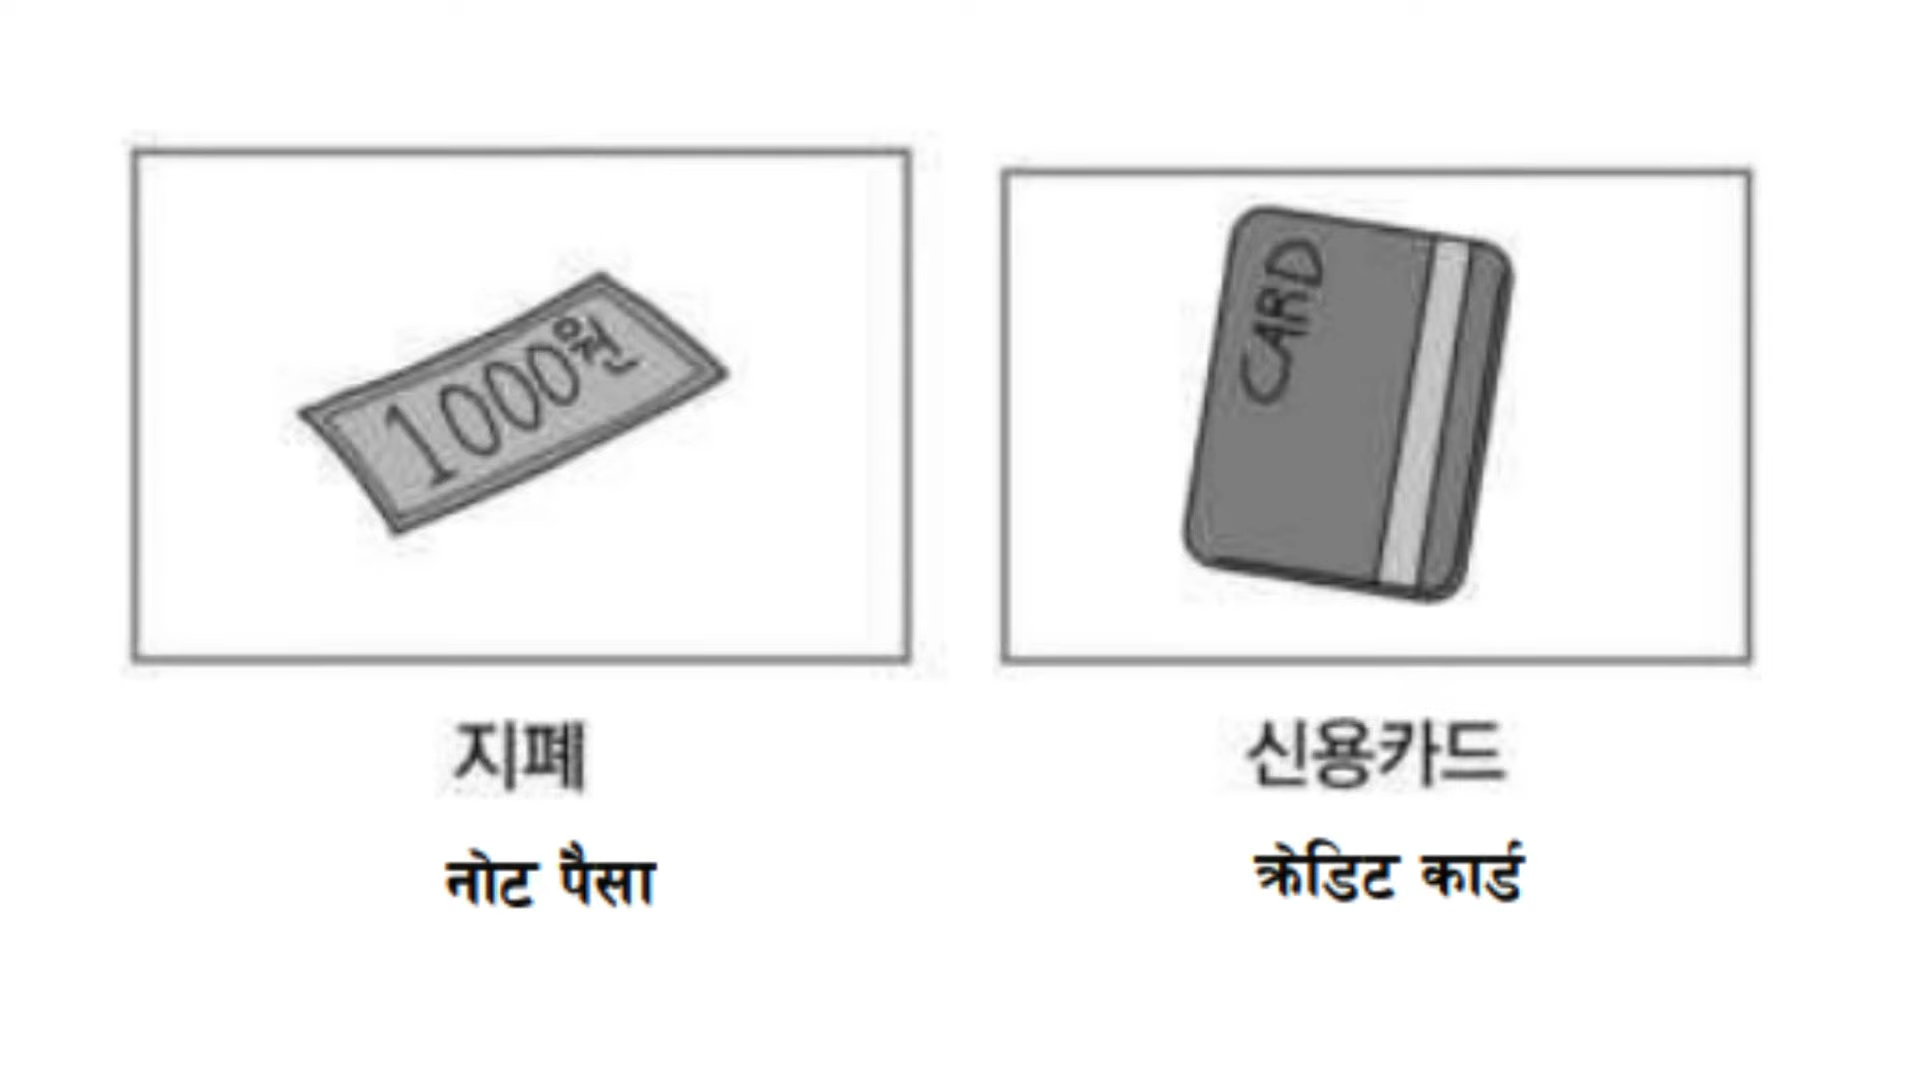 1000원
CARD
지폐
신용카드
नोट पैसा
क्रेडिट कार्ड